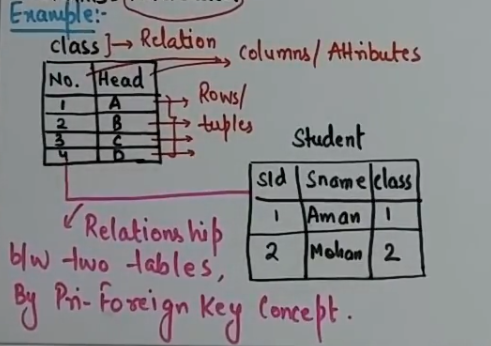 Example:-
class]→ Relation
columns/Attributes
No. Head
1 A
2 B
3 C
4 D
Rows/
tuples
Student
SId Sname class
1 Aman 1
2 Mohan 2
Relationship
b/w two tables,
By Pri-Foreign Key Concept.